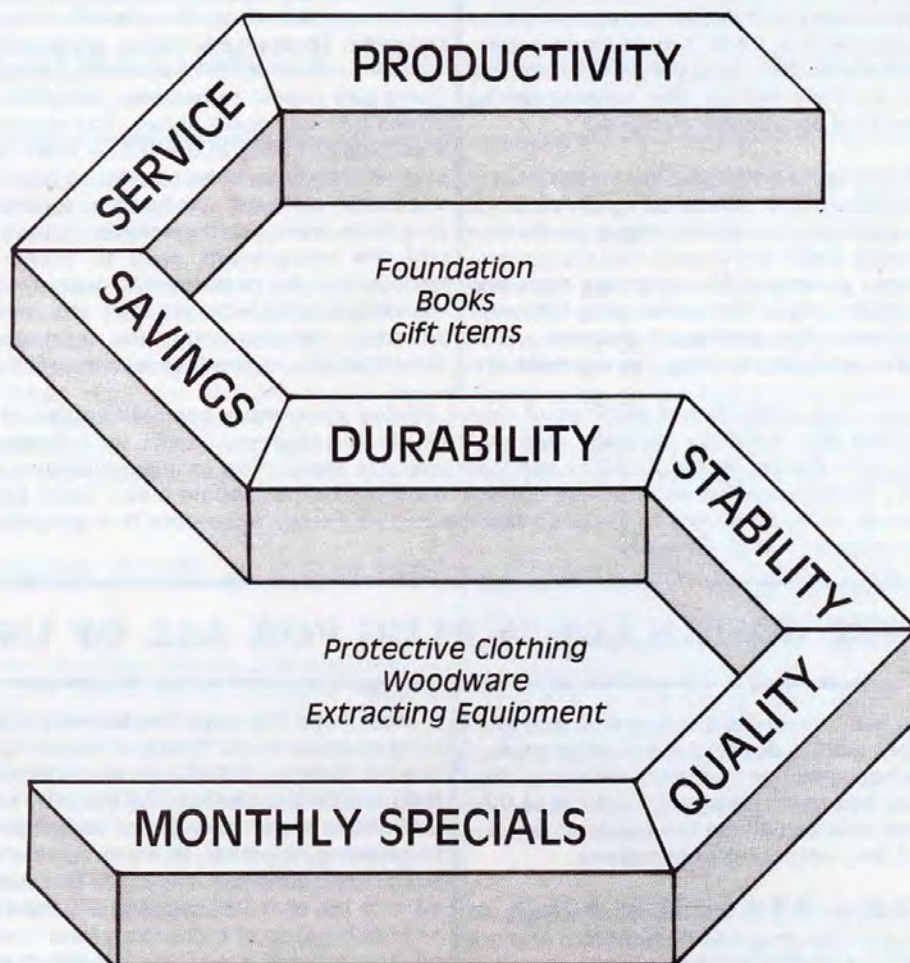 PRODUCTIVITY
SERVICE
SAVINGS
Foundation
Books
Gift Items
DURABILITY
STABILITY
Protective Clothing
Woodware
Extracting Equipment
QUALITY
MONTHLY SPECIALS